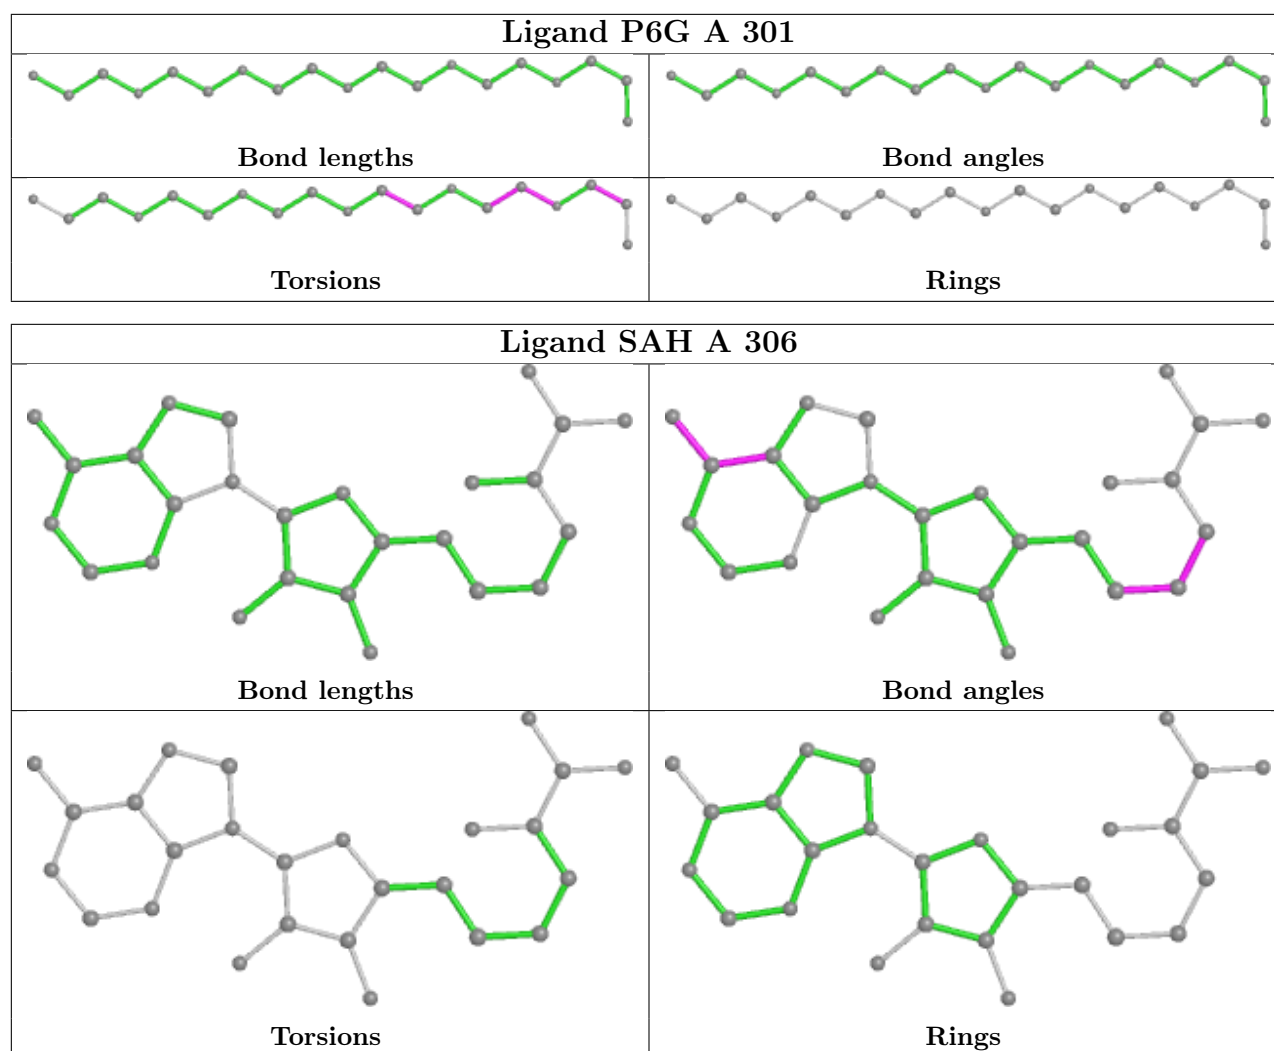 Ligand P6G A 301
Bond lengths
Bond angles
Torsions
Rings
Ligand SAH A 306
Bond lengths
Bond angles
Torsions
Rings